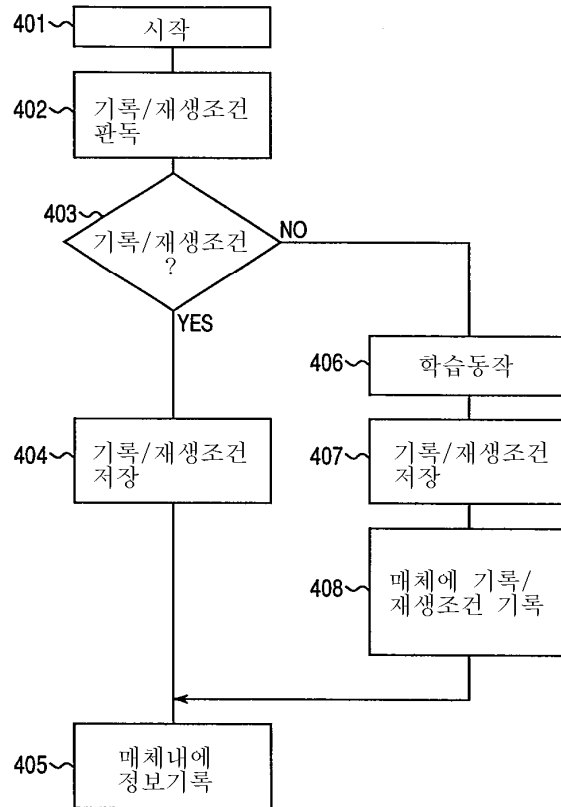 401
시작
402
기록/재생조건
판독
403
기록/재생조건
?
NO
YES
406
학습동작
404
기록/재생조건
저장
407
기록/재생조건
저장
408
매체에 기록/
재생조건 기록
405
매체내에
정보기록